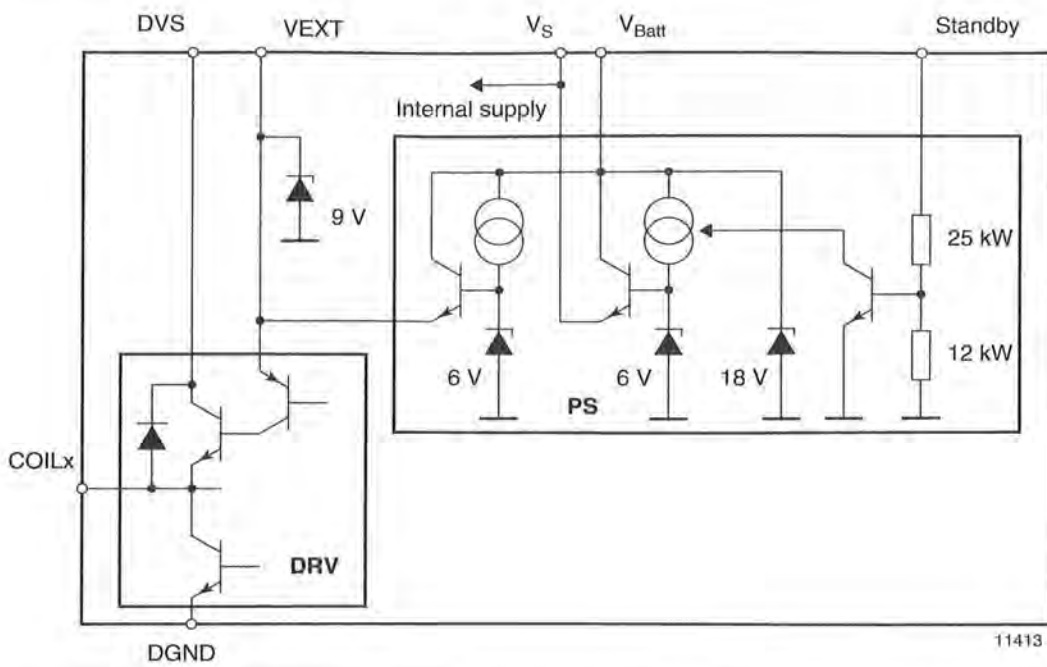 DVS
VEXT
VS
VBatt
Standby
Internal supply
9 V
25 kW
6 V
6 V
18 V
12 kW
PS
COILx
DRV
DGND
11413